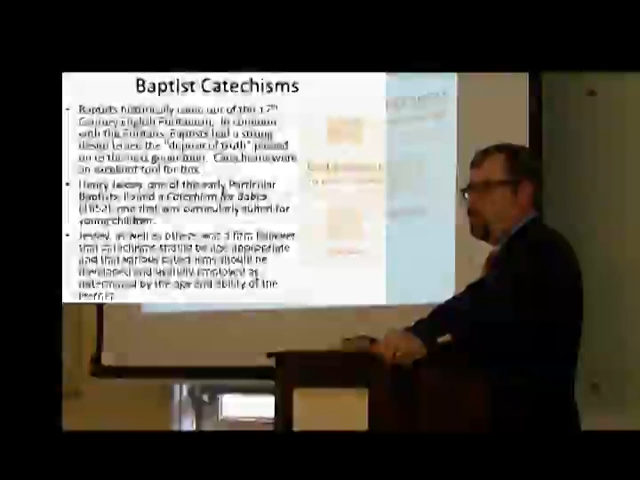 Baptist Catechisms
• Baptists historically came out of the 17th
Century English Puritanism. In common
with the Puritans, Baptists had a strong
desire to see the "deposit of truth" passed
on to the next generation. Catechisms were
an excellent tool for this.
• Henry Jessey, one of the early Particular
Baptists, issued a Catechism for Babes
(1652), one that was particularly suited for
young children.
• Jessey, as well as others, was a firm believer
that catechisms should be age appropriate
and that various catechisms should be
developed and usefully employed as
determined by the age and ability of the
learner.